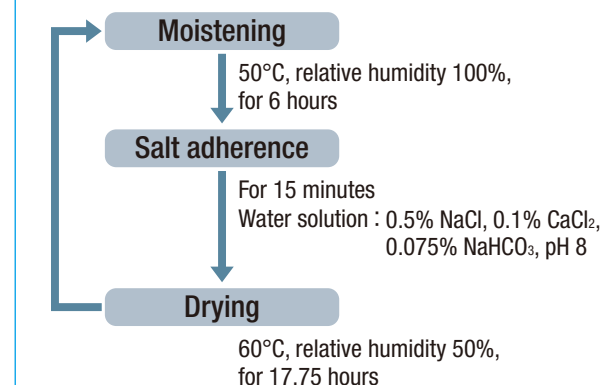 Moistening
50°C, relative humidity 100%,
for 6 hours
Salt adherence
For 15 minutes
Water solution : 0.5% NaCl, 0.1% CaCl₂,
0.075% NaHCO₃, pH 8
Drying
60°C, relative humidity 50%,
for 17.75 hours